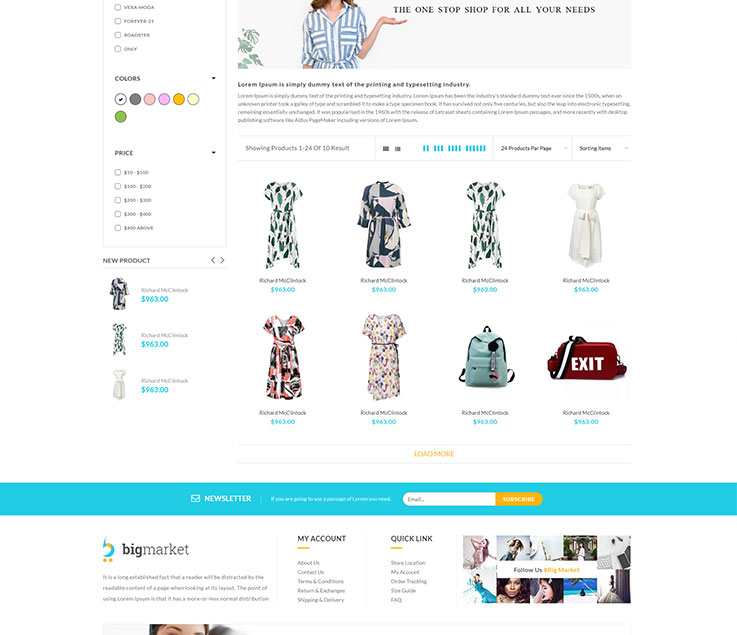 VERA-MODA
FOREVER-21
ROADSTER
ONLY
COLORS
PRICE
$10 - $100
$100 - $200
$200 - $300
$300 - $400
$400 ABOVE
NEW PRODUCT
Richard McClintock
$963.00
Richard McClintock
$963.00
Richard McClintock
$963.00
THE ONE STOP SHOP FOR ALL YOUR NEEDS
Lorem Ipsum is simply dummy text of the printing and typesetting industry.
Lorem Ipsum is simply dummy text of the printing and typesetting industry. Lorem Ipsum has been the industry's standard dummy text ever since the 1500s, when an
unknown printer took a galley of type and scrambled it to make a type specimen book. It has survived not only five centuries, but also the leap into electronic typesetting,
remaining essentially unchanged. It was popularised in the 1960s with the release of Letraset sheets containing Lorem Ipsum passages, and more recently with desktop
publishing software like Aldus PageMaker including versions of Lorem Ipsum.
Showing Products 1-24 Of 10 Result
24 Products Par Page
Sorting Items
Richard McClintock
$963.00
Richard McClintock
$963.00
Richard McClintock
$963.00
Richard McClintock
$963.00
EXIT
Richard McClintock
$963.00
Richard McClintock
$963.00
Richard McClintock
$963.00
Richard McClintock
$963.00
LOAD MORE
NEWSLETTER
If you are going to use a passage of Lorem you need.
Email...
SUBSCRIBE
bigmarket
It is a long established fact that a reader will be distracted by the
readable content of a page when looking at its layout. The point of
using Lorem Ipsum is that it has a more-or-less normal distribution
MY ACCOUNT
About Us
Contact Us
Terms & Conditions
Return & Exchanges
Shipping & Delivery
QUICK LINK
Store Location
My Account
Order Tracking
Size Guide
FAQ
Follow Us #Big Market